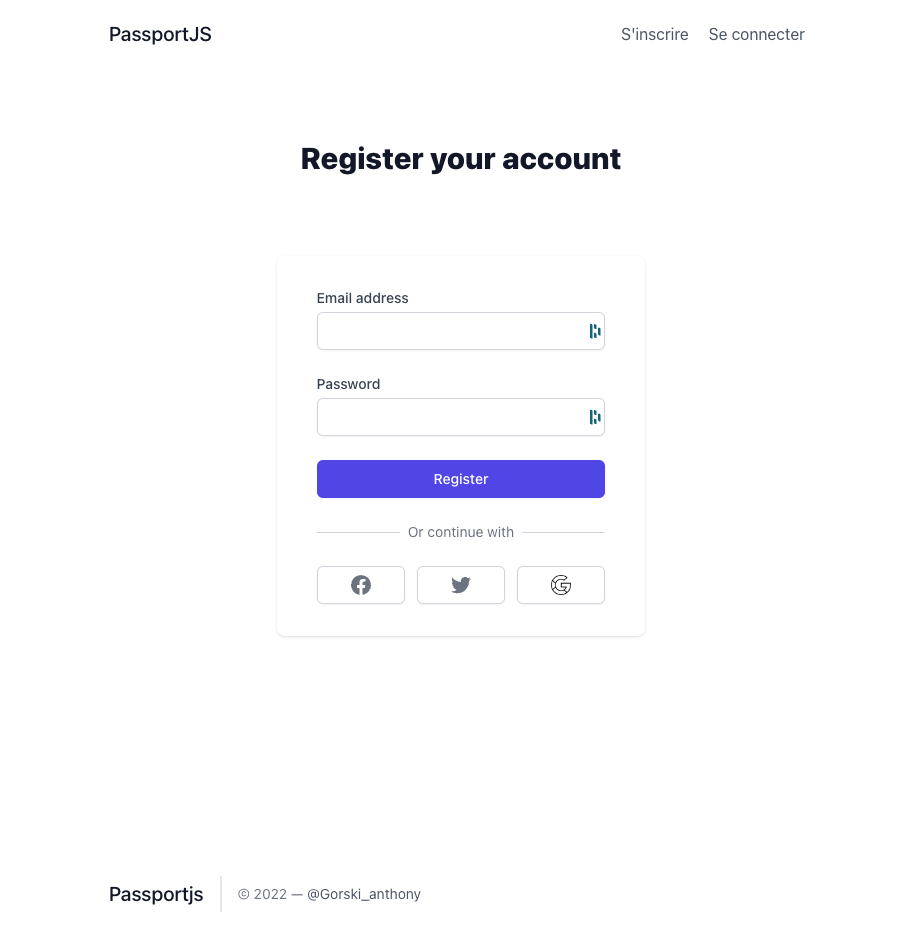 PassportJS
S'inscrire Se connecter
Register your account
Email address
Password
Register
Or continue with
Passportjs
© 2022 — @Gorski_anthony